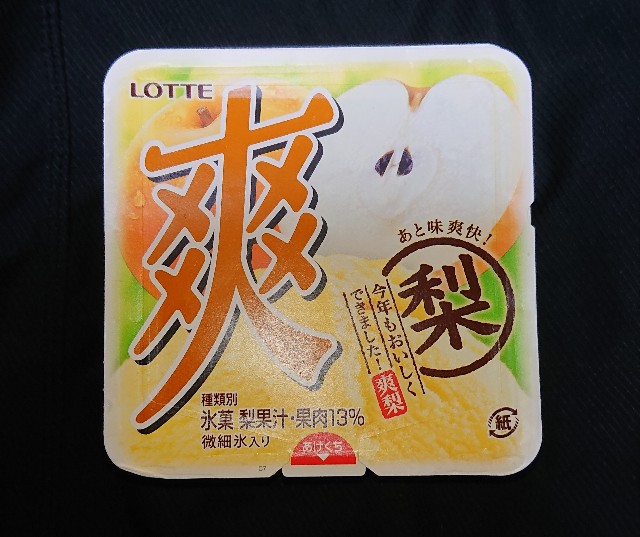 LOTTE
爽
あと味爽快!
梨
今年もおいしく
できました!
爽梨
種類別
氷菓 梨果汁・果肉13%
微細氷入り
あけくち
紙